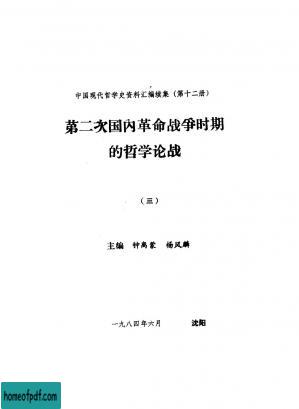 中国现代哲学史资料汇编续集（第十二册）
第二次国内革命战争时期
的哲学论战
（三）
主编 钟离蒙 杨凤麟
一九八四年六月 沈阳
homeofpdf.com